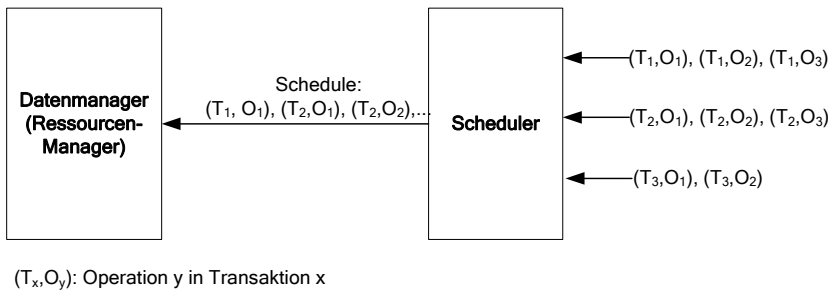 Datenmanager
(Ressourcen-
Manager)
Schedule:
(T₁, O₁), (T₂,O₁), (T₂,O₂),...
Scheduler
(T₁,O₁), (T₁,O₂), (T₁,O₃)
(T₂,O₁), (T₂,O₂), (T₂,O₃)
(T₃,O₁), (T₃,O₂)
(Tₓ,Oᵧ): Operation y in Transaktion x